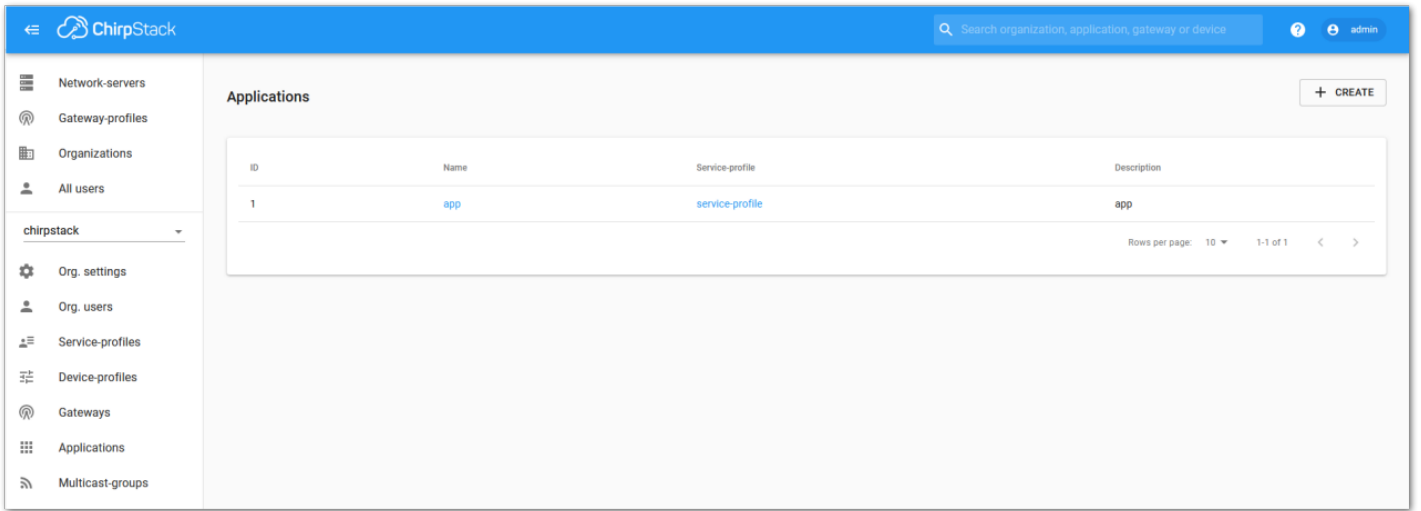 ChirpStack
Search organization, application, gateway or device
? admin
Network-servers
Gateway-profiles
Organizations
All users
chirpstack
Org. settings
Org. users
Service-profiles
Device-profiles
Gateways
Applications
Multicast-groups
Applications
+ CREATE
ID Name Service-profile Description
1 app service-profile app
Rows per page: 10 1-1 of 1